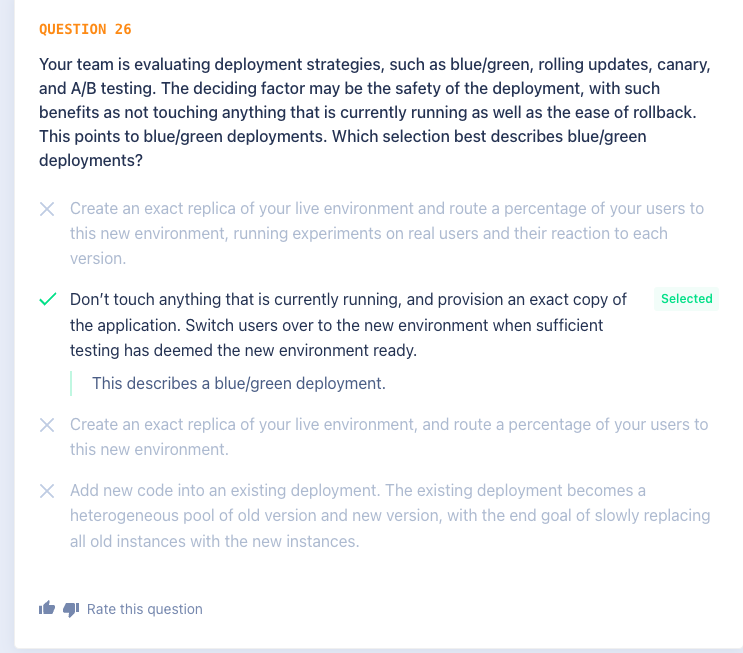 QUESTION 26
Your team is evaluating deployment strategies, such as blue/green, rolling updates, canary,
and A/B testing. The deciding factor may be the safety of the deployment, with such
benefits as not touching anything that is currently running as well as the ease of rollback.
This points to blue/green deployments. Which selection best describes blue/green
deployments?
Create an exact replica of your live environment and route a percentage of your users to
this new environment, running experiments on real users and their reaction to each
version.
Don’t touch anything that is currently running, and provision an exact copy of
the application. Switch users over to the new environment when sufficient
testing has deemed the new environment ready.
Selected
This describes a blue/green deployment.
Create an exact replica of your live environment, and route a percentage of your users to
this new environment.
Add new code into an existing deployment. The existing deployment becomes a
heterogeneous pool of old version and new version, with the end goal of slowly replacing
all old instances with the new instances.
Rate this question